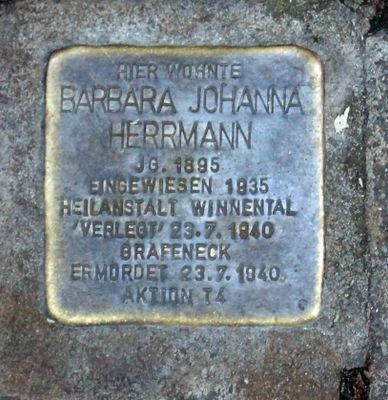 HIER WOHNTE
BARBARA JOHANNA
HERRMANN
JG. 1895
EINGEWIESEN 1935
HEILANSTALT WINNENTAL
'VERLEGT' 23.7.1940
GRAFENECK
ERMORDET 23.7.1940
AKTION T4